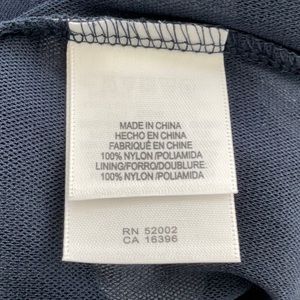 MADE IN CHINA
HECHO EN CHINA
FABRIQUÉ EN CHINE
100% NYLON /POLIAMIDA
LINING/FORRO/DOUBLURE:
100% NYLON /POLIAMIDA
RN 52002
CA 16396